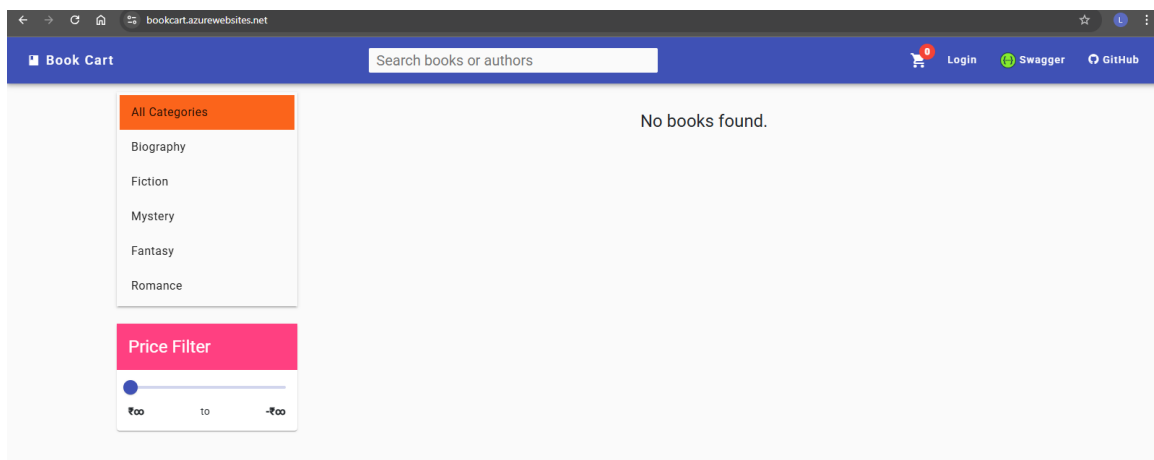 bookcart.azurewebsites.net
L
Book Cart
Search books or authors
0
Login
Swagger
GitHub
All Categories
Biography
Fiction
Mystery
Fantasy
Romance
No books found.
Price Filter
₹∞ to -₹∞